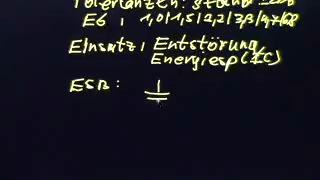 Toleranzen:
E6 : 1,0/1,5/2,2/3,3/4,7/6,8
Einsatz: Entstörung
Energiesp(IC)
ESB: